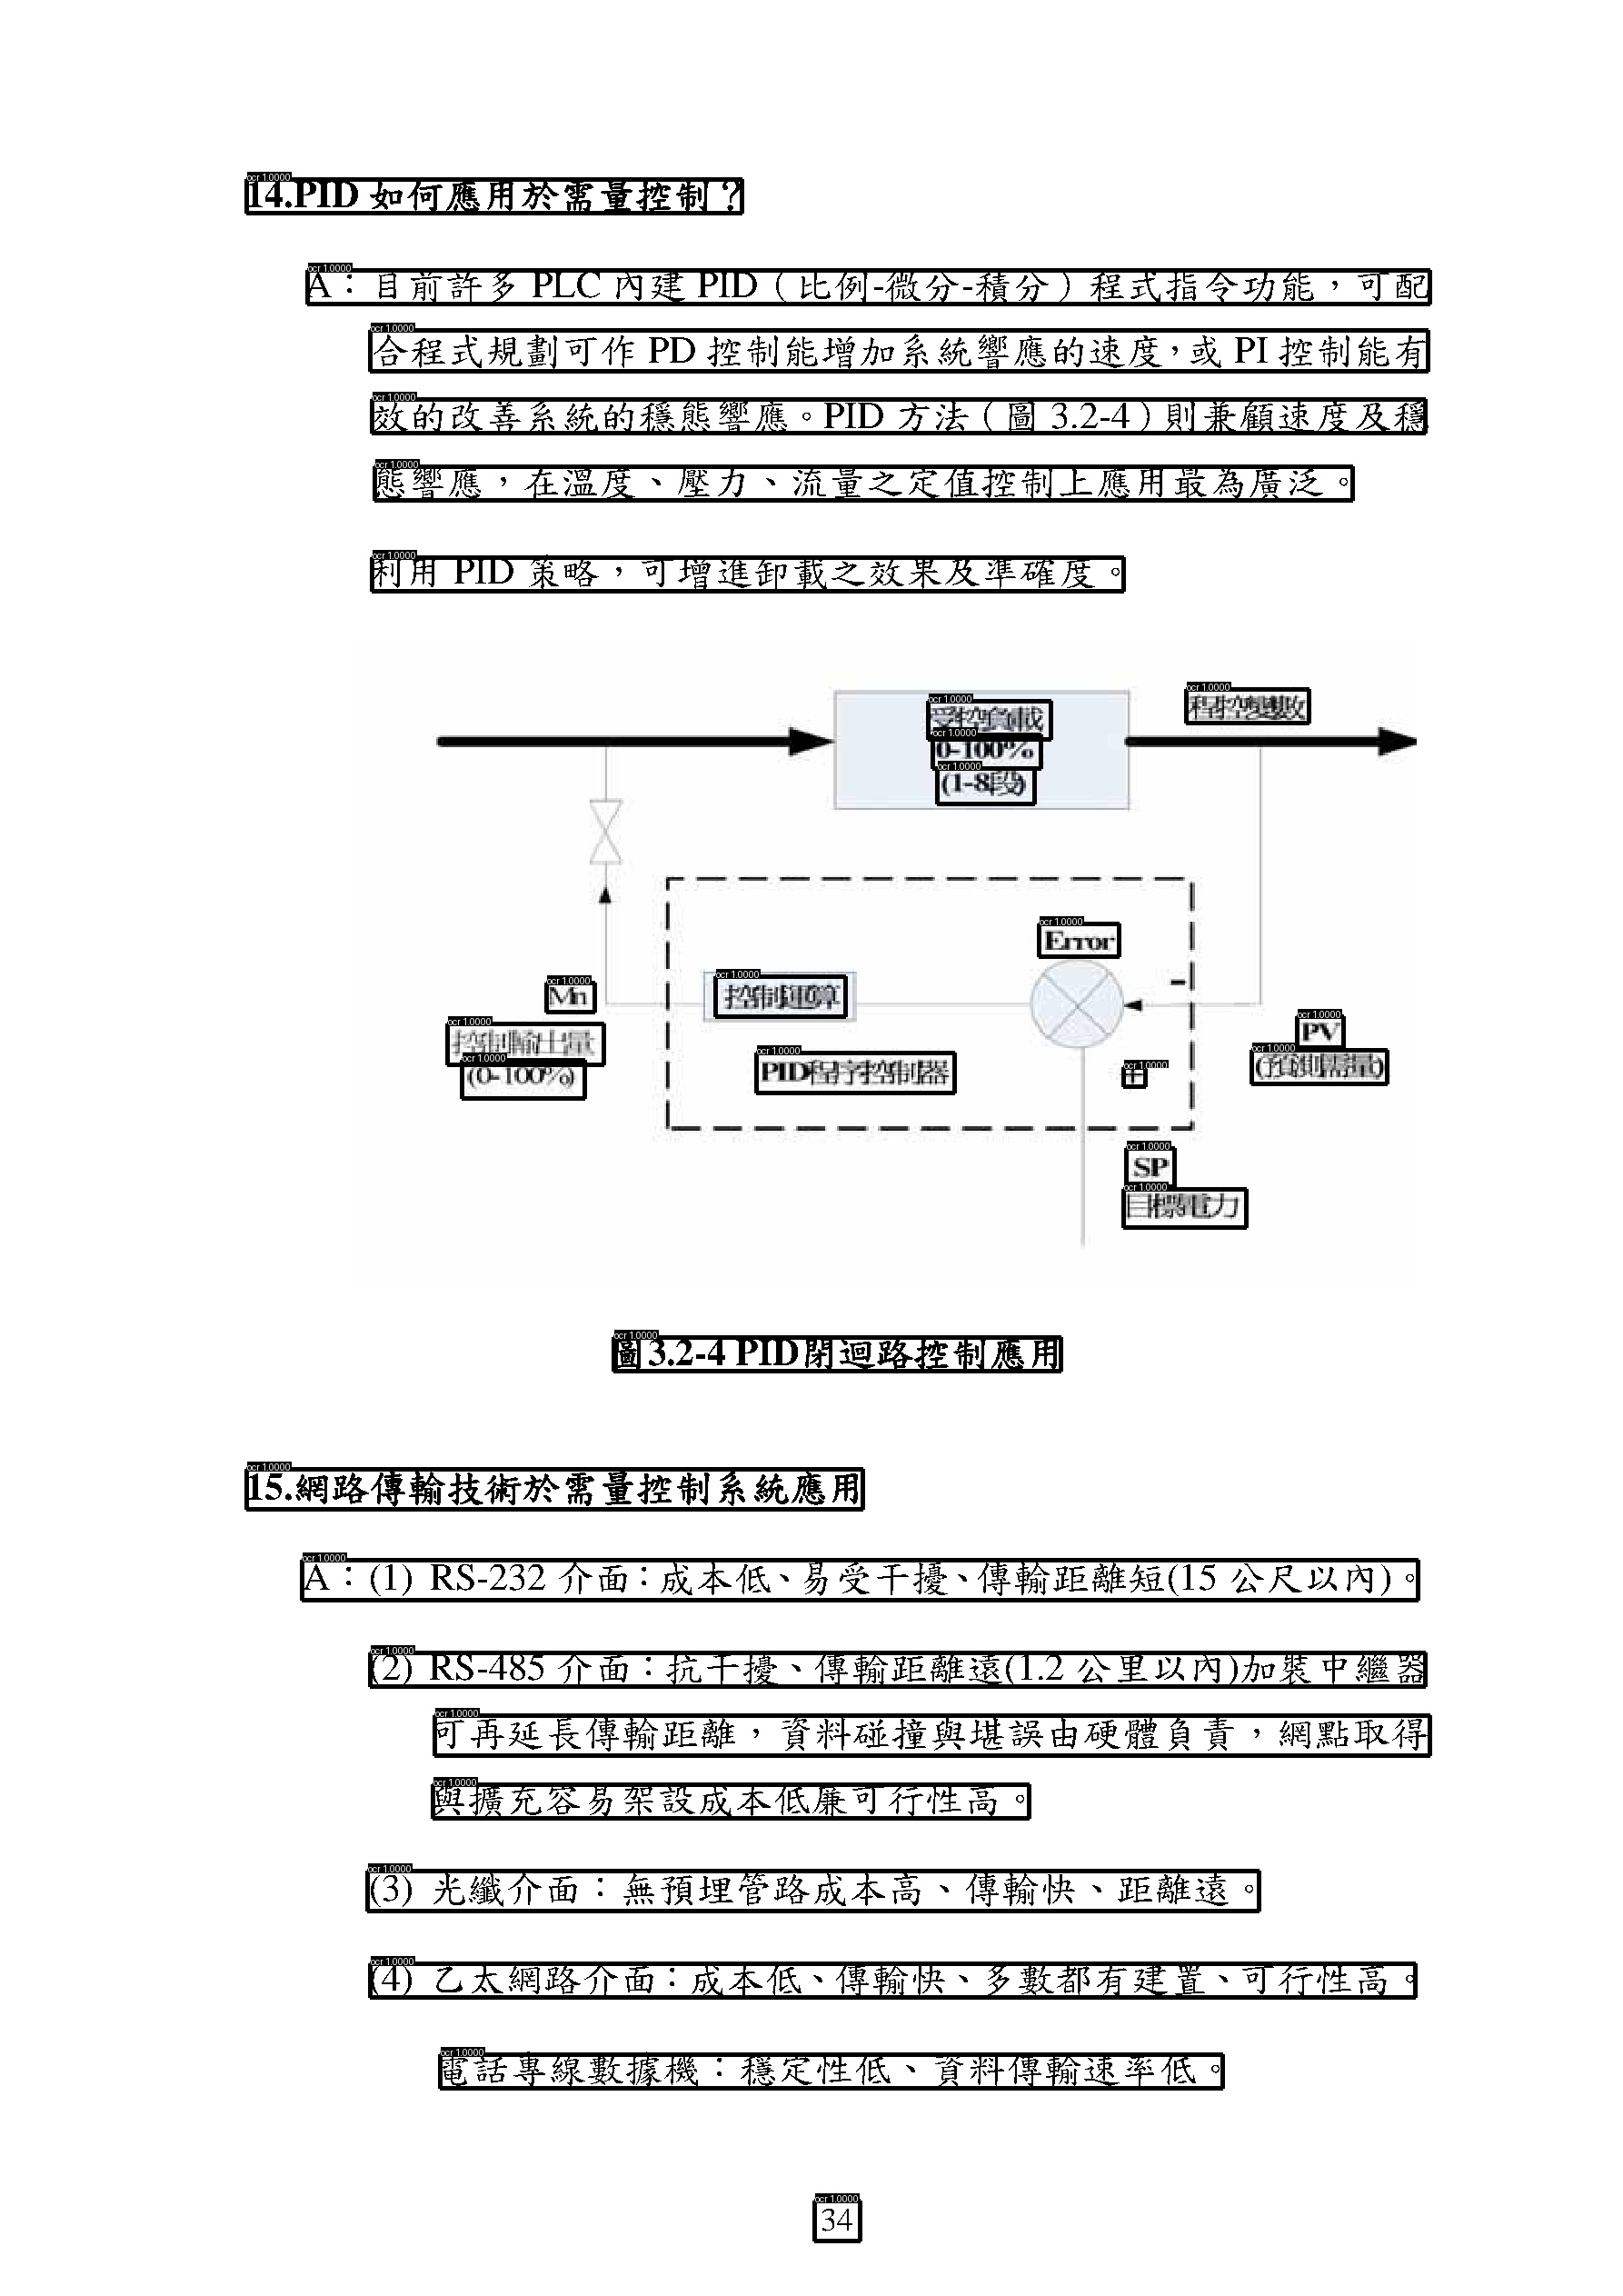 14.PID 如何應用於需量控制？
A：目前許多 PLC 內建 PID（比例-微分-積分）程式指令功能，可配
合程式規劃可作 PD 控制能增加系統響應的速度，或 PI 控制能有
效的改善系統的穩態響應。PID 方法（圖 3.2-4）則兼顧速度及穩
態響應，在溫度、壓力、流量之定值控制上應用最為廣泛。
利用 PID 策略，可增進卸載之效果及準確度。
程控變數
受控負載
0-100%
(1-8段)
Error
控制運算
Mn
控制輸出量
(0-100%)
PID程序控制器
-
+
PV
(預測需量)
SP
目標電力
圖 3.2-4 PID閉迴路控制應用
15.網路傳輸技術於需量控制系統應用
A：(1) RS-232 介面：成本低、易受干擾、傳輸距離短(15 公尺以內)。
(2) RS-485 介面：抗干擾、傳輸距離遠(1.2 公里以內)加裝中繼器
可再延長傳輸距離，資料碰撞與堪誤由硬體負責，網點取得
與擴充容易架設成本低廉可行性高。
(3) 光纖介面：無預埋管路成本高、傳輸快、距離遠。
(4) 乙太網路介面：成本低、傳輸快、多數都有建置、可行性高。
電話專線數據機：穩定性低、資料傳輸速率低。
34